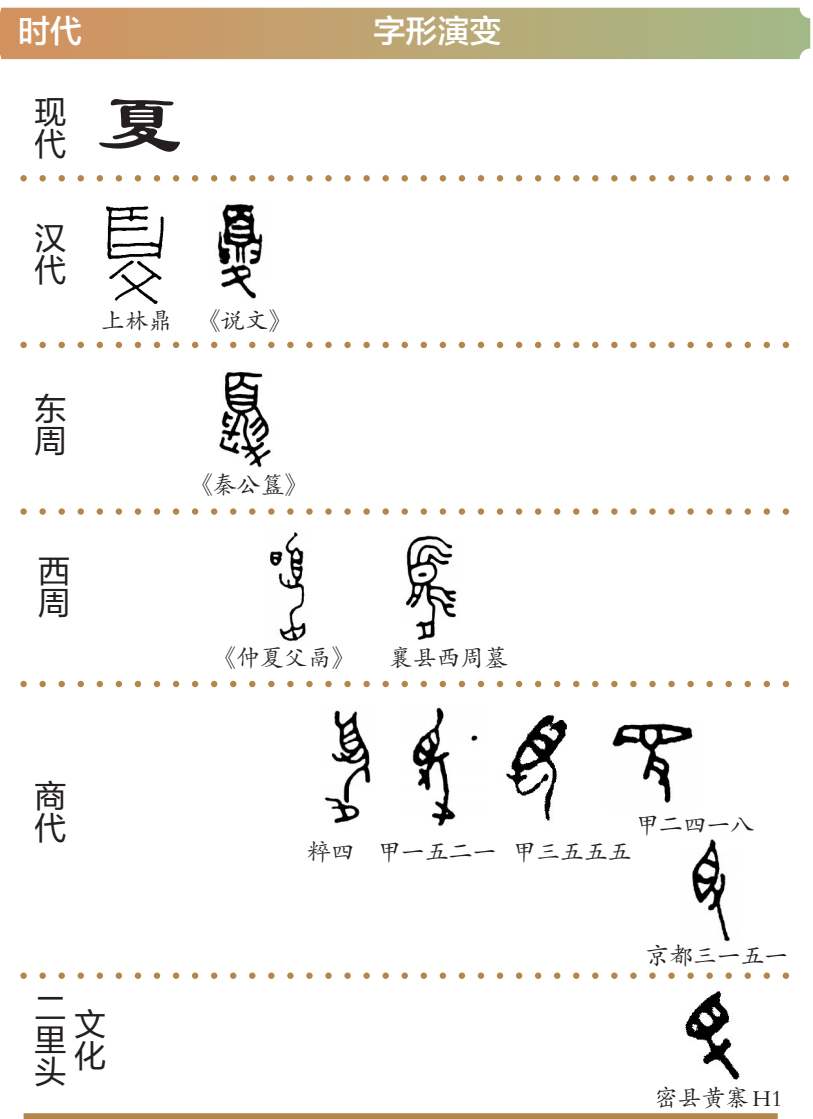 时代 字形演变
现代 夏
汉代
上林鼎 《说文》
东周
《秦公簋》
西周
《仲夏父鬲》 襄县西周墓
商代
甲二四一八
粹四 甲一五二一 甲三五五五
京都三一五一
二里头文化
密县黄寨H1